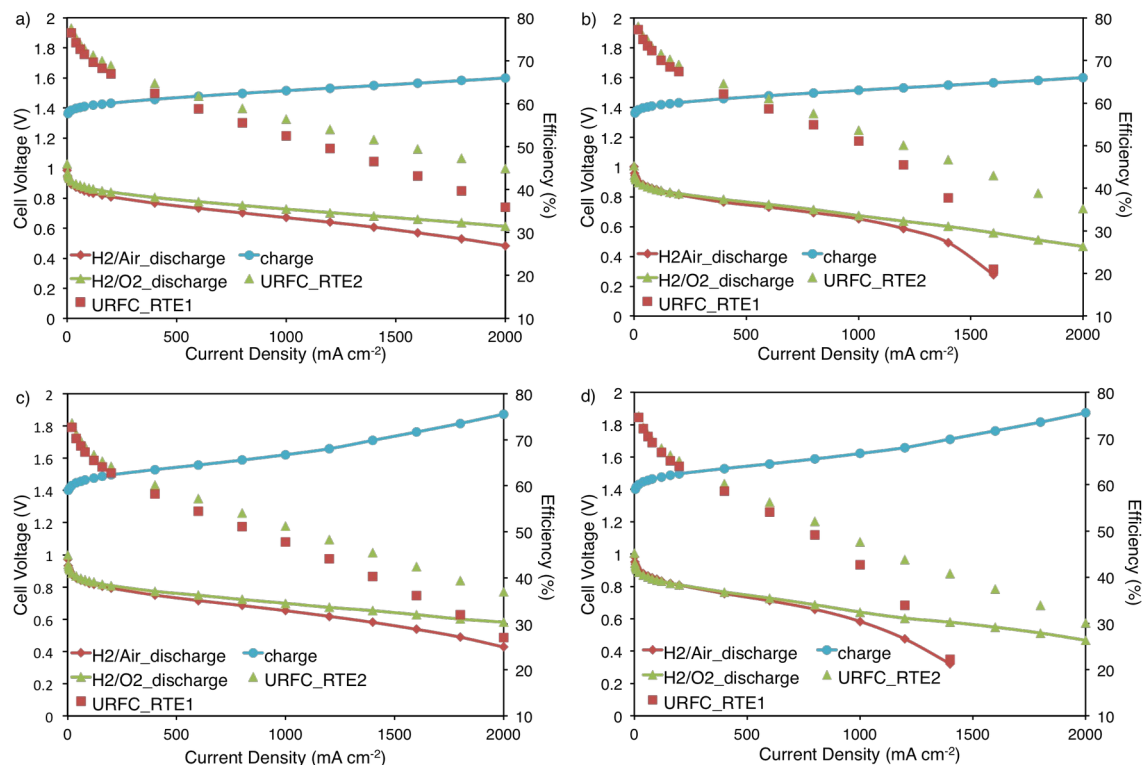 a)
2
1.8
1.6
1.4
1.2
1
0.8
0.6
0.4
0.2
0
Cell Voltage (V)
80
70
60
50
40
30
20
10
Efficiency (%)
H2/Air_discharge charge
H2/O2_discharge URFC_RTE2
URFC_RTE1
0 500 1000 1500 2000
Current Density (mA cm-2)
b)
2
1.8
1.6
1.4
1.2
1
0.8
0.6
0.4
0.2
0
Cell Voltage (V)
80
70
60
50
40
30
20
10
Efficiency (%)
H2Air_discharge charge
H2/O2_discharge URFC_RTE2
URFC_RTE1
0 500 1000 1500 2000
Current Density (mA cm-2)
c)
2
1.8
1.6
1.4
1.2
1
0.8
0.6
0.4
0.2
0
Cell Voltage (V)
80
70
60
50
40
30
20
10
Efficiency (%)
H2/Air_discharge charge
H2/O2_discharge URFC_RTE2
URFC_RTE1
0 500 1000 1500 2000
Current Density (mA cm-2)
d)
2
1.8
1.6
1.4
1.2
1
0.8
0.6
0.4
0.2
0
Cell Voltage (V)
80
70
60
50
40
30
20
10
Efficiency (%)
H2/Air_discharge charge
H2/O2_discharge URFC_RTE2
URFC_RTE1
0 500 1000 1500 2000
Current Density (mA cm-2)